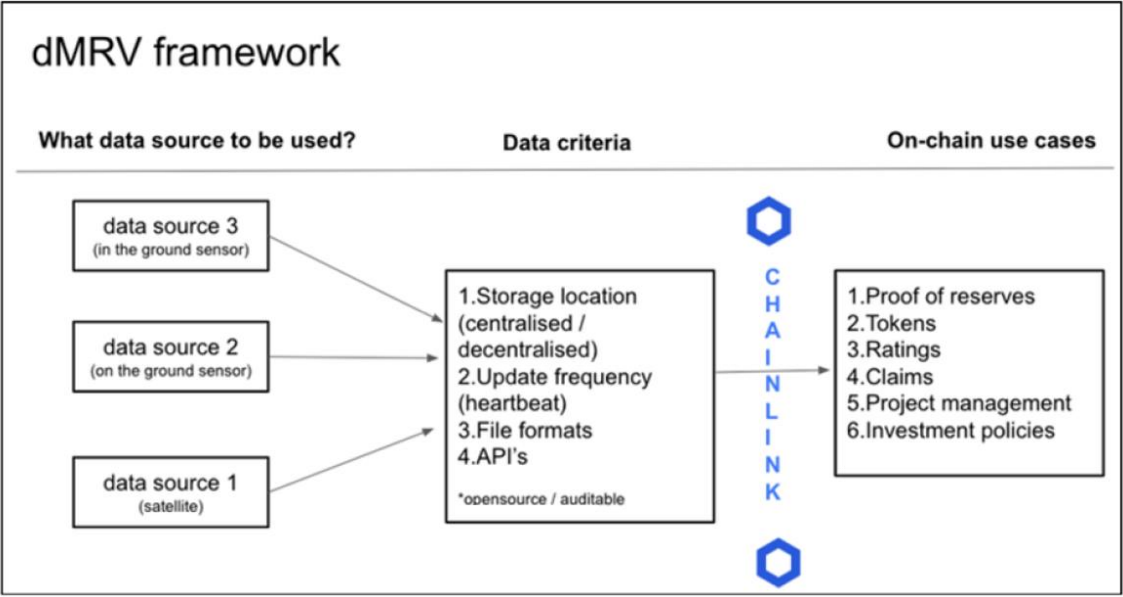 dMRV framework
What data source to be used?
Data criteria
On-chain use cases
data source 3
(in the ground sensor)
data source 2
(on the ground sensor)
data source 1
(satellite)
1.Storage location
(centralised /
decentralised)
2.Update frequency
(heartbeat)
3.File formats
4.API's
*opensource / auditable
CHAINLINK
1.Proof of reserves
2.Tokens
3.Ratings
4.Claims
5.Project management
6.Investment policies